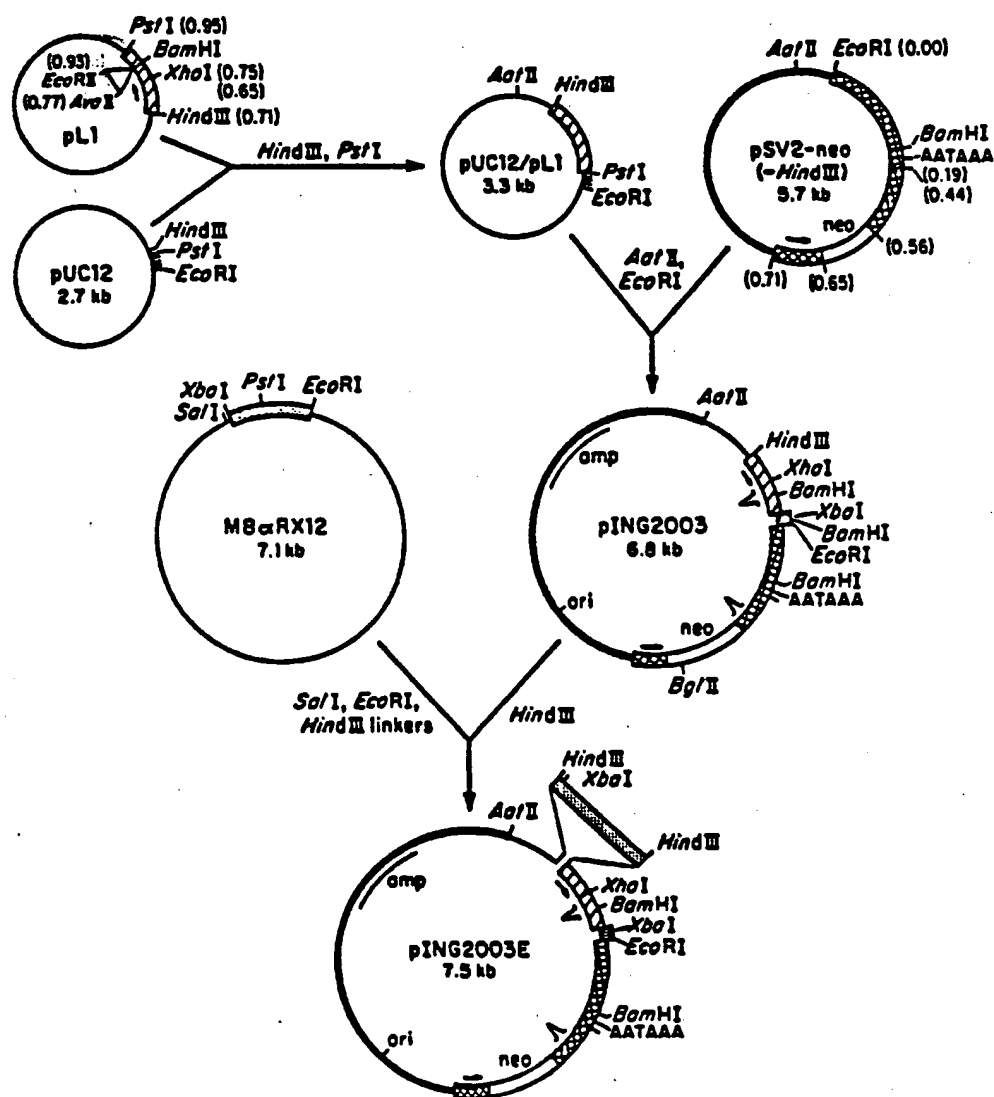 PstI (0.95)
BamHI
(0.93)
EcoRII
XhoI (0.75)
(0.65)
(0.77) AvaII
HindIII (0.71)
pL1
HindIII, PstI
HindIII
PstI
EcoRI
pUC12
2.7 kb
AatII
HindIII
pUC12/pL1
3.3 kb
PstI
EcoRI
AatII
EcoRI (0.00)
BamHI
AATAAA
(0.19)
(0.44)
pSV2-neo
(-HindIII)
5.7 kb
neo
(0.56)
(0.71)
(0.65)
AatII,
EcoRI
XbaI
SalI
PstI
EcoRI
M8αRX12
7.1 kb
AatII
HindIII
XhoI
BamHI
XbaI
BamHI
EcoRI
BamHI
AATAAA
amp
pING2003
6.8 kb
ori
neo
BglII
SalI, EcoRI,
HindIII linkers
HindIII
HindIII
XbaI
AatII
HindIII
amp
XhoI
BamHI
XbaI
EcoRI
pING2003E
7.5 kb
BamHI
AATAAA
ori
neo